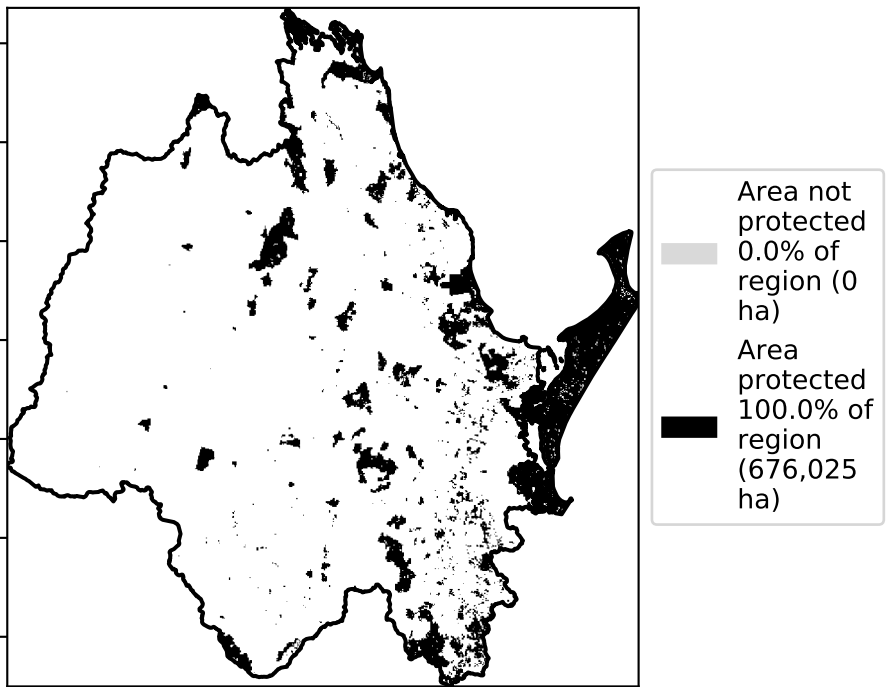 Area not
protected
0.0% of
region (0
ha)
Area
protected
100.0% of
region
(676,025
ha)